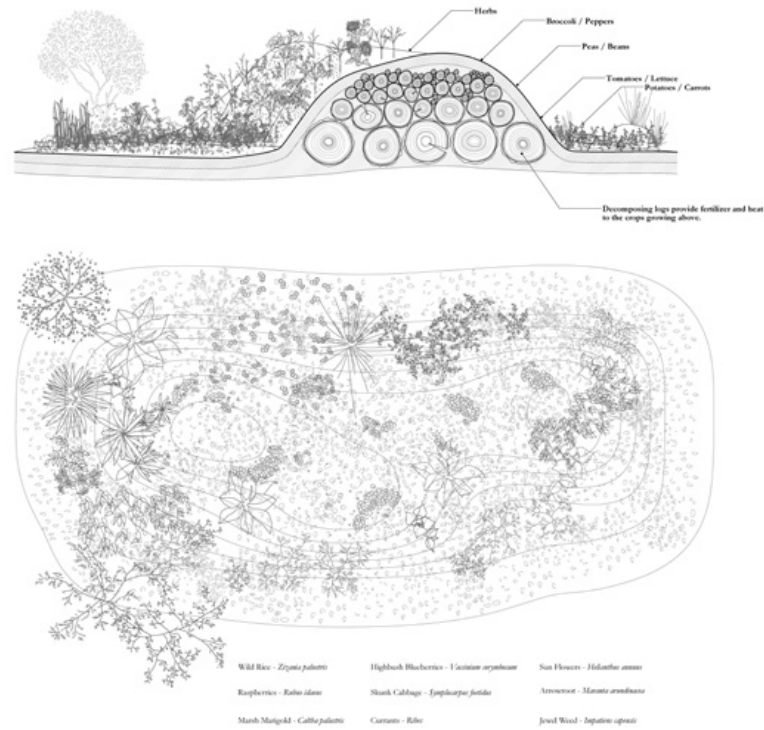 Herbs
Broccoli / Peppers
Peas / Beans
Tomatoes / Lettuce
Potatoes / Carrots
Decomposing logs provide fertilizer and heat
to the crops growing above.
Wild Rice - Zizania palustris
Highbush Blueberries - Vaccinium corymbosum
Sun Flowers - Helianthus annuus
Raspberries - Rubus idaeus
Skunk Cabbage - Symplocarpus foetidus
Arrowroot - Maranta arundinacea
Marsh Marigold - Caltha palustris
Currants - Ribes
Jewel Weed - Impatiens capensis